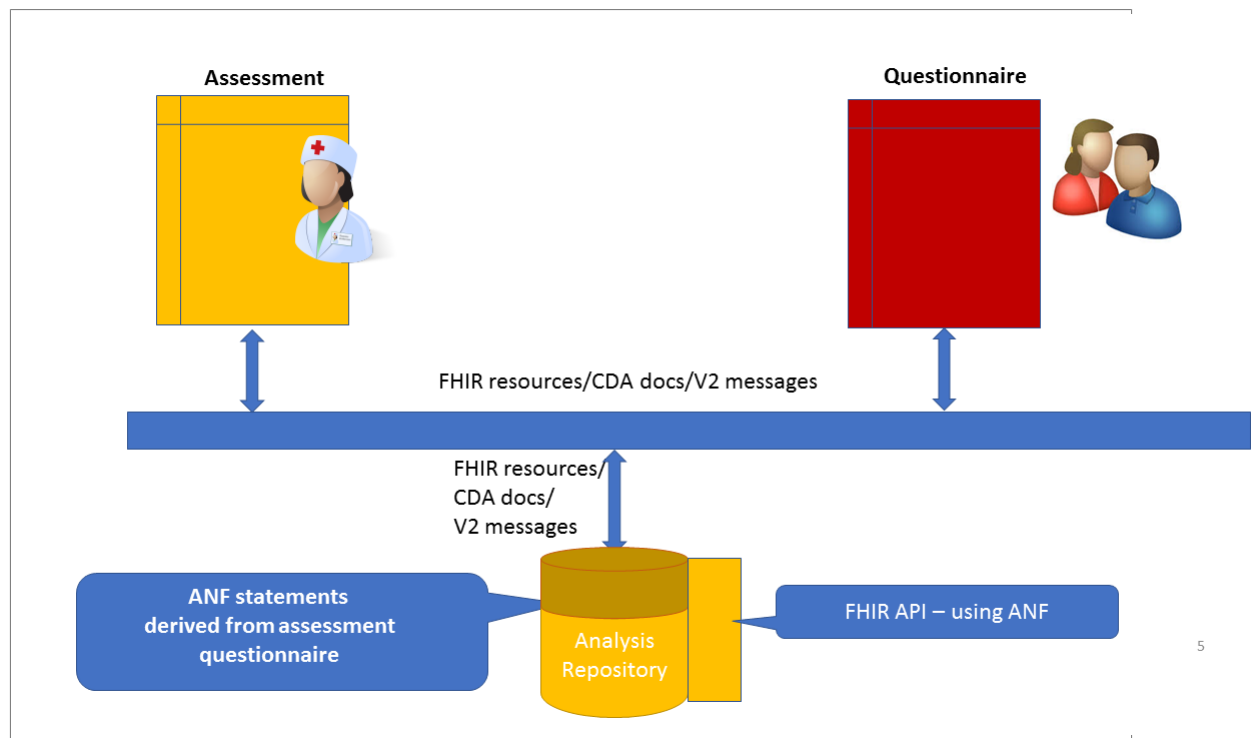 Assessment
Questionnaire
FHIR resources/CDA docs/V2 messages
FHIR resources/
CDA docs/
V2 messages
ANF statements
derived from assessment
questionnaire
Analysis
Repository
FHIR API – using ANF
5